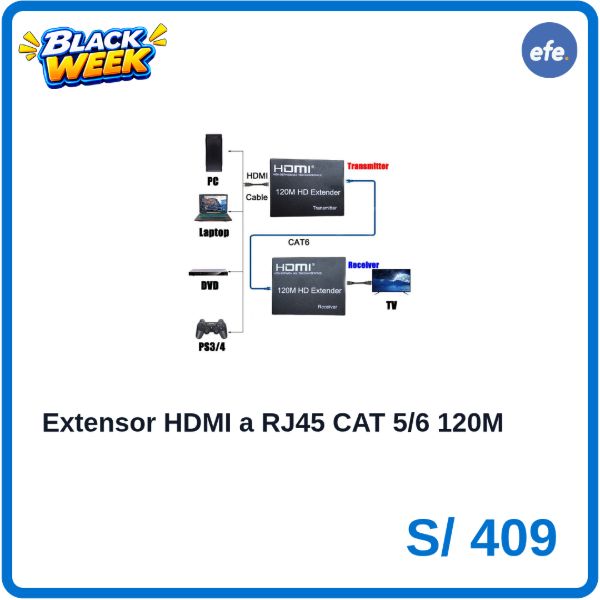 BLACK
WEEK
efe.
HDMI
120M HD Extender
Transmitter
Transmitter
PC
HDMI
Cable
Laptop
CAT6
HDMI
120M HD Extender
Receiver
Receiver
DVD
TV
PS3/4
Extensor HDMI a RJ45 CAT 5/6 120M
S/ 409